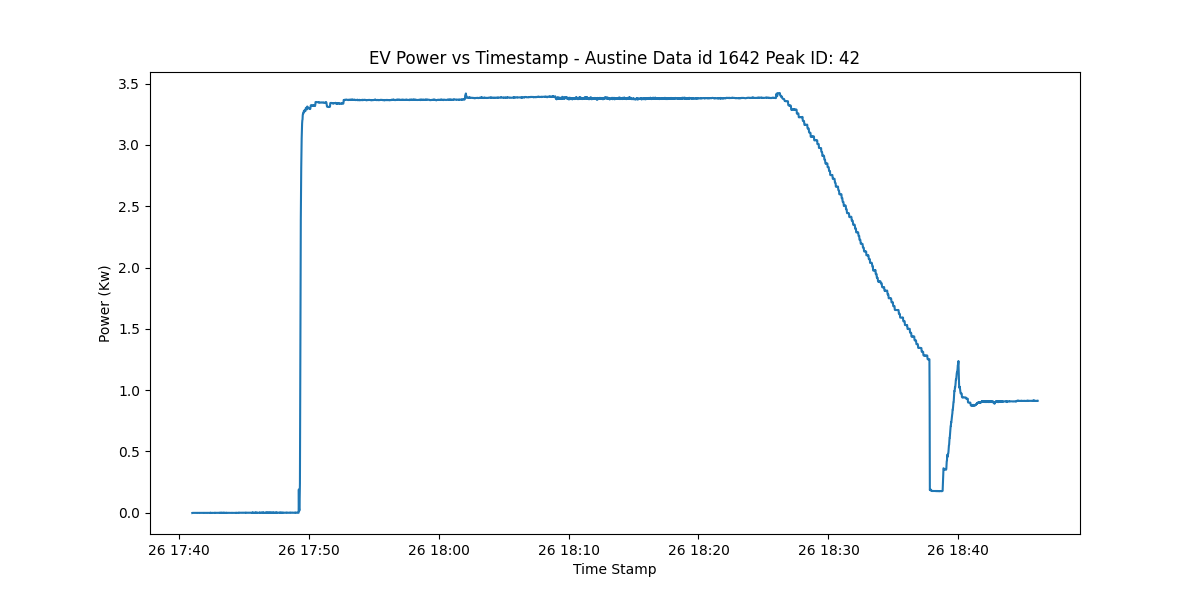 EV Power vs Timestamp - Austine Data id 1642 Peak ID: 42
3.5
3.0
2.5
2.0
1.5
1.0
0.5
0.0
Power (Kw)
26 17:40 26 17:50 26 18:00 26 18:10 26 18:20 26 18:30 26 18:40
Time Stamp